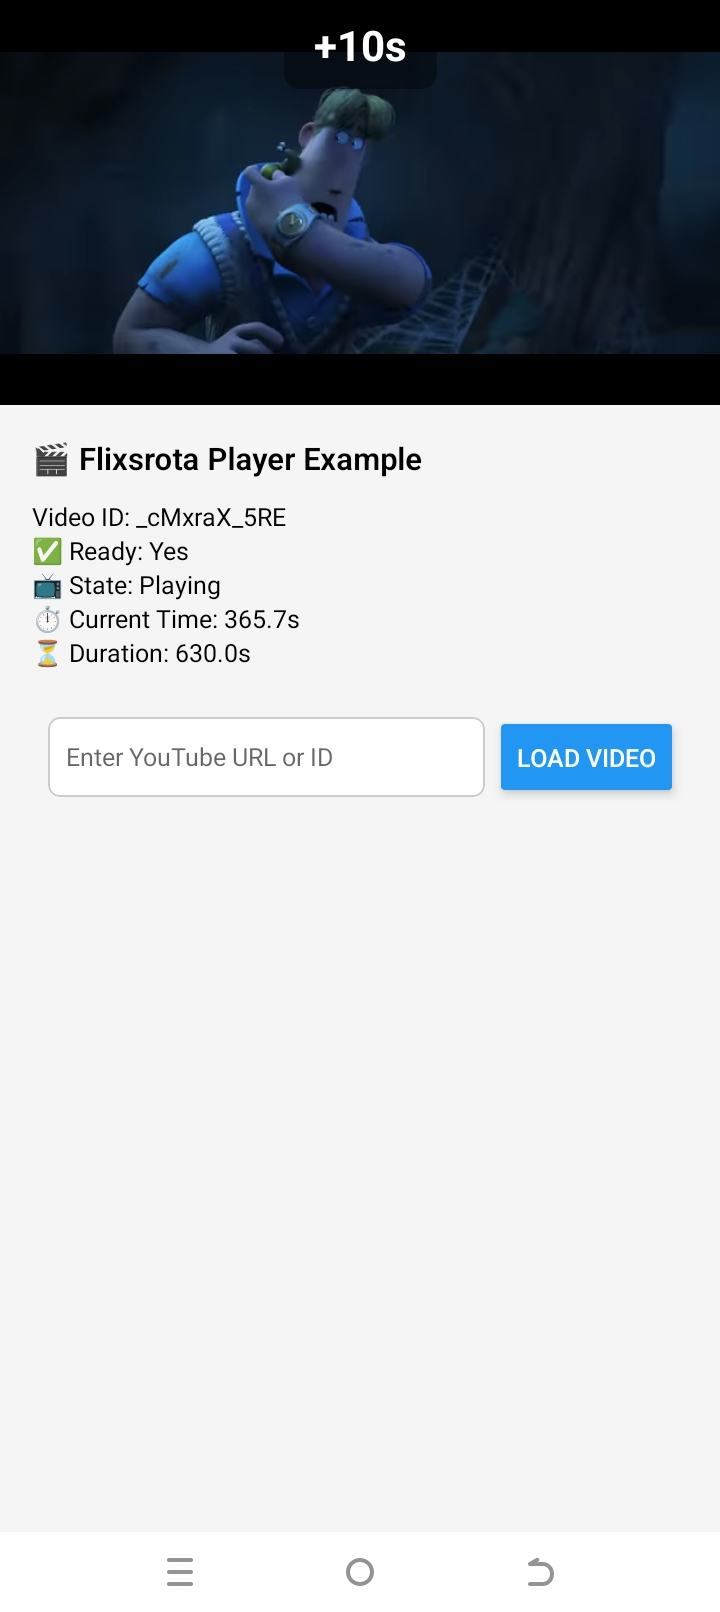 +10s
🎬 Flixsrota Player Example
Video ID: _cMxraX_5RE
✅ Ready: Yes
📺 State: Playing
⏱️ Current Time: 365.7s
⏳ Duration: 630.0s
Enter YouTube URL or ID
LOAD VIDEO